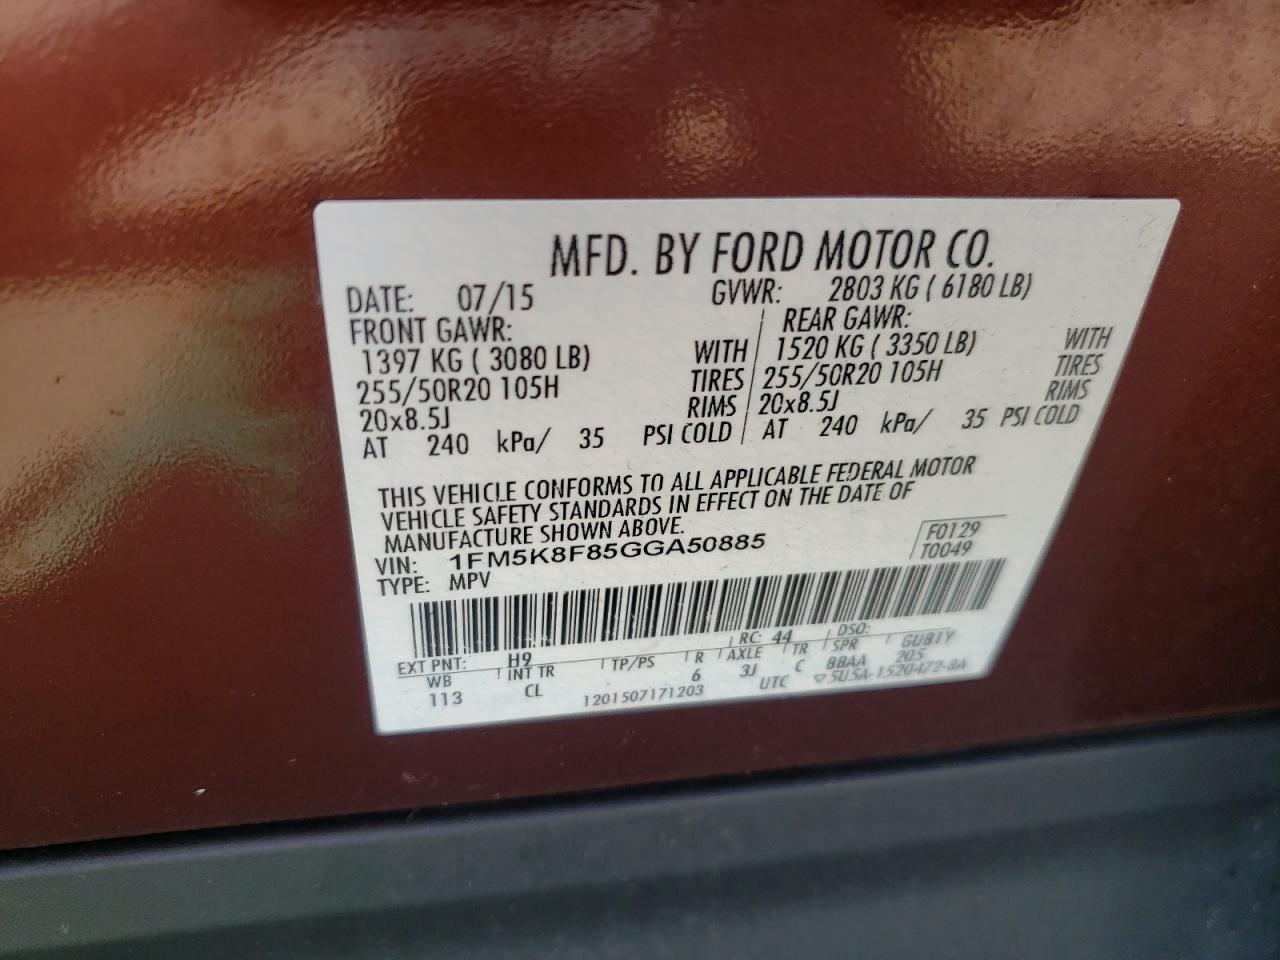 MFD. BY FORD MOTOR CO.
DATE: 07/15 GVWR: 2803 KG ( 6180 LB)
FRONT GAWR: REAR GAWR:
1397 KG ( 3080 LB) WITH 1520 KG ( 3350 LB) WITH
255/50R20 105H TIRES 255/50R20 105H TIRES
20x8.5J RIMS 20x8.5J RIMS
AT 240 kPa/ 35 PSI COLD AT 240 kPa/ 35 PSI COLD
THIS VEHICLE CONFORMS TO ALL APPLICABLE FEDERAL MOTOR
VEHICLE SAFETY STANDARDS IN EFFECT ON THE DATE OF
MANUFACTURE SHOWN ABOVE.
VIN: 1FM5K8F85GGA50885 F0129
TYPE: MPV T0049
EXT PNT: H9 RC: 44 DSO:
WB INT TR TP/PS R AXLE TR SPR GUB1Y
113 CL 6 3J C BBAA 205
1201507171203 UTC ▽5U5A-1520472-BA